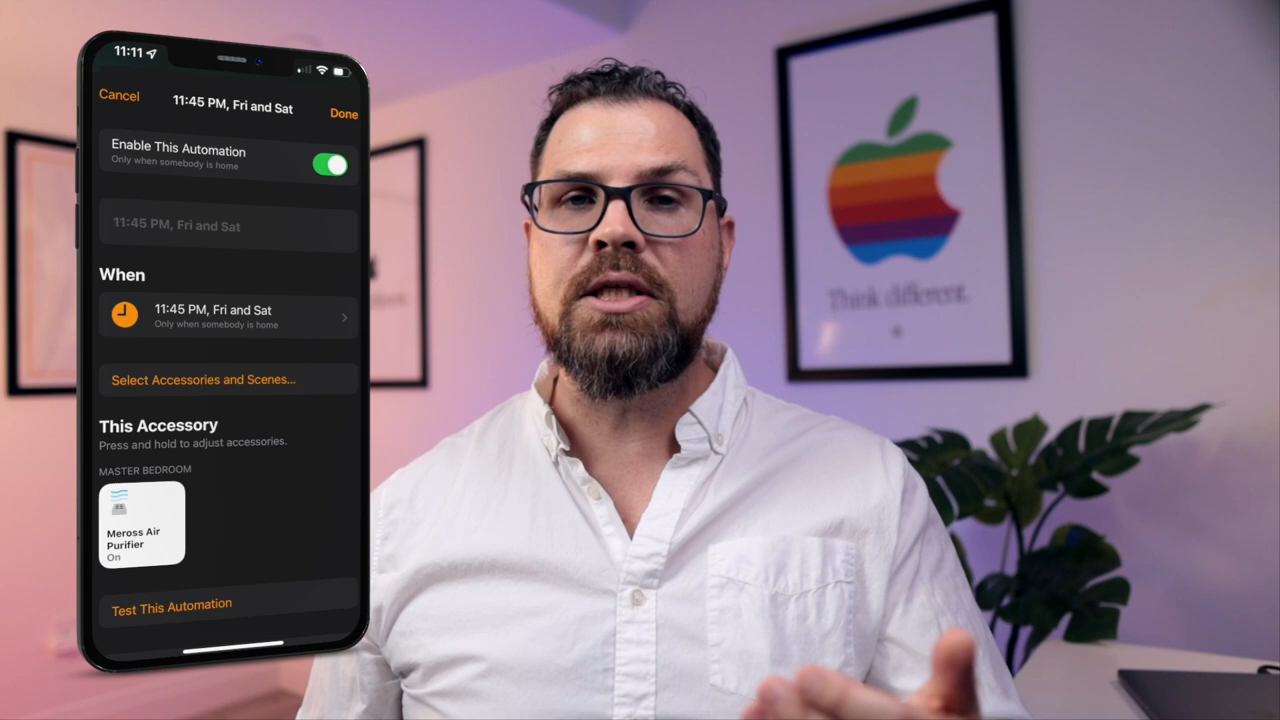 11:11
Cancel
11:45 PM, Fri and Sat
Done
Enable This Automation
Only when somebody is home
11:45 PM, Fri and Sat
When
11:45 PM, Fri and Sat
Only when somebody is home
Select Accessories and Scenes...
This Accessory
Press and hold to adjust accessories.
MASTER BEDROOM
Meross Air
Purifier
On
Test This Automation
Think different.